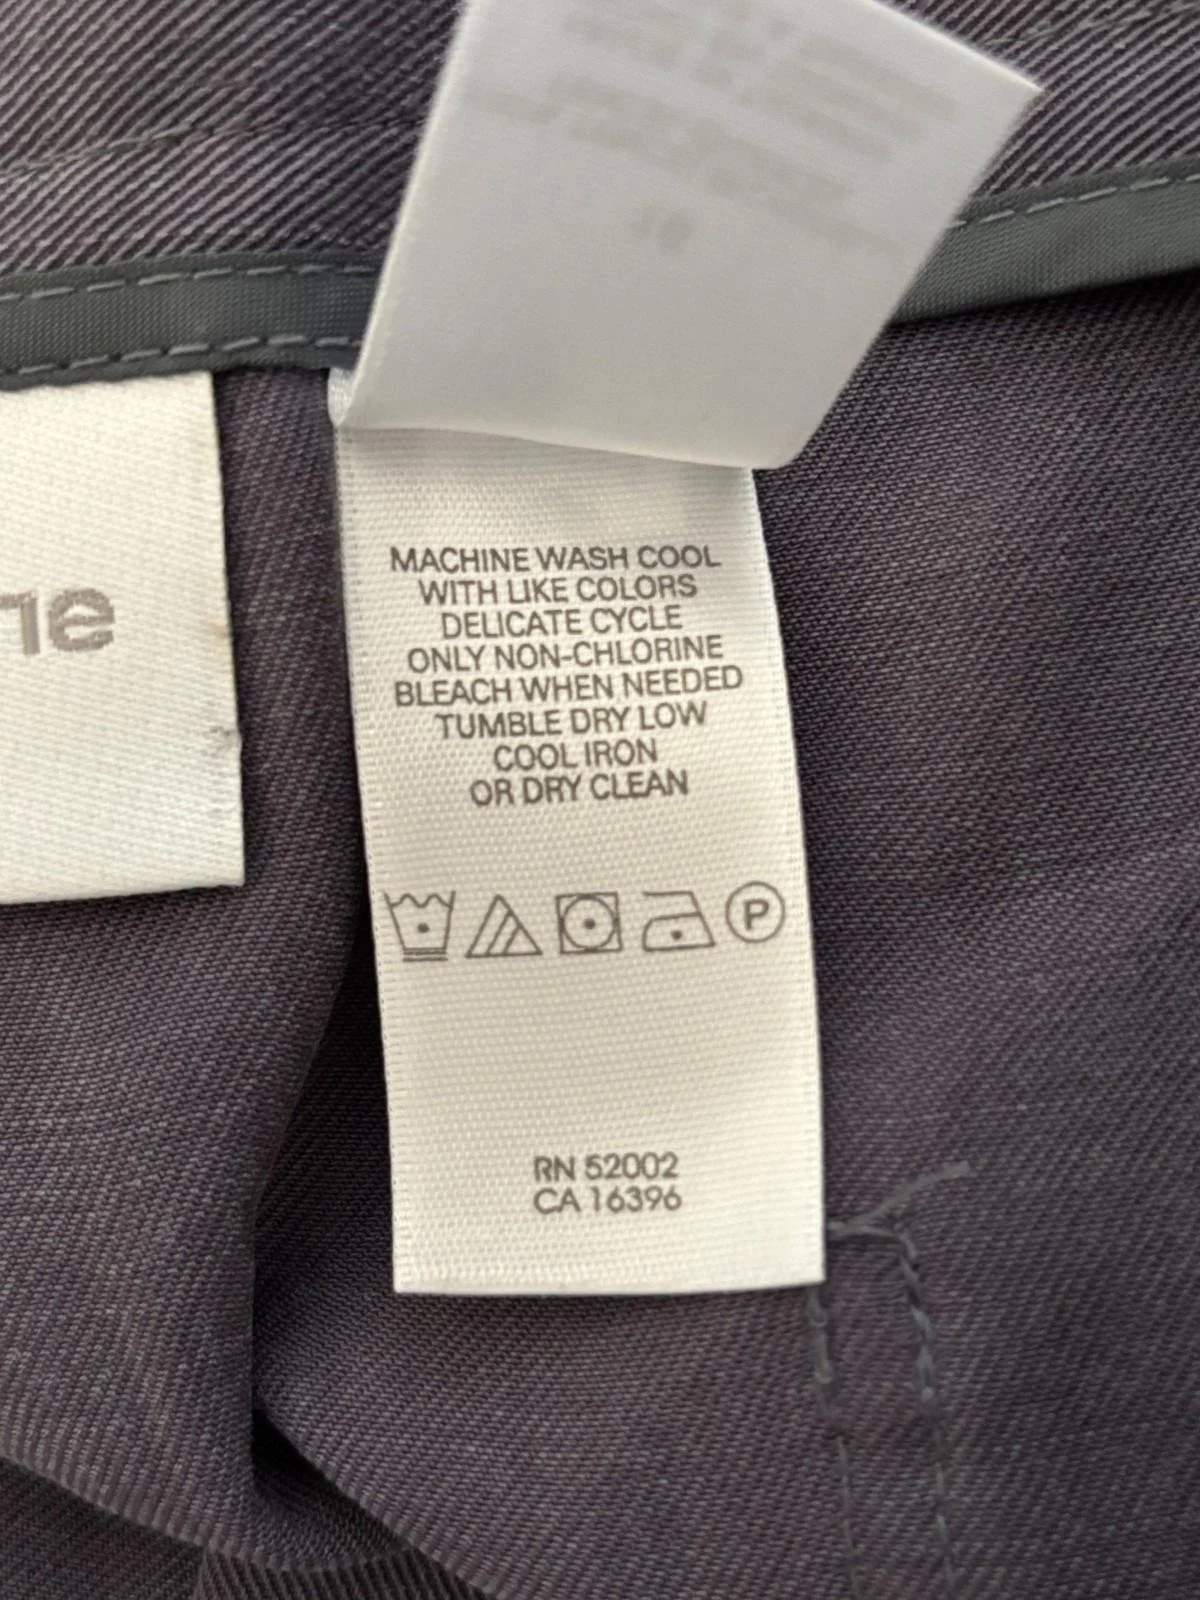 MACHINE WASH COOL
WITH LIKE COLORS
DELICATE CYCLE
ONLY NON-CHLORINE
BLEACH WHEN NEEDED
TUMBLE DRY LOW
COOL IRON
OR DRY CLEAN
P
RN 52002
CA 16396